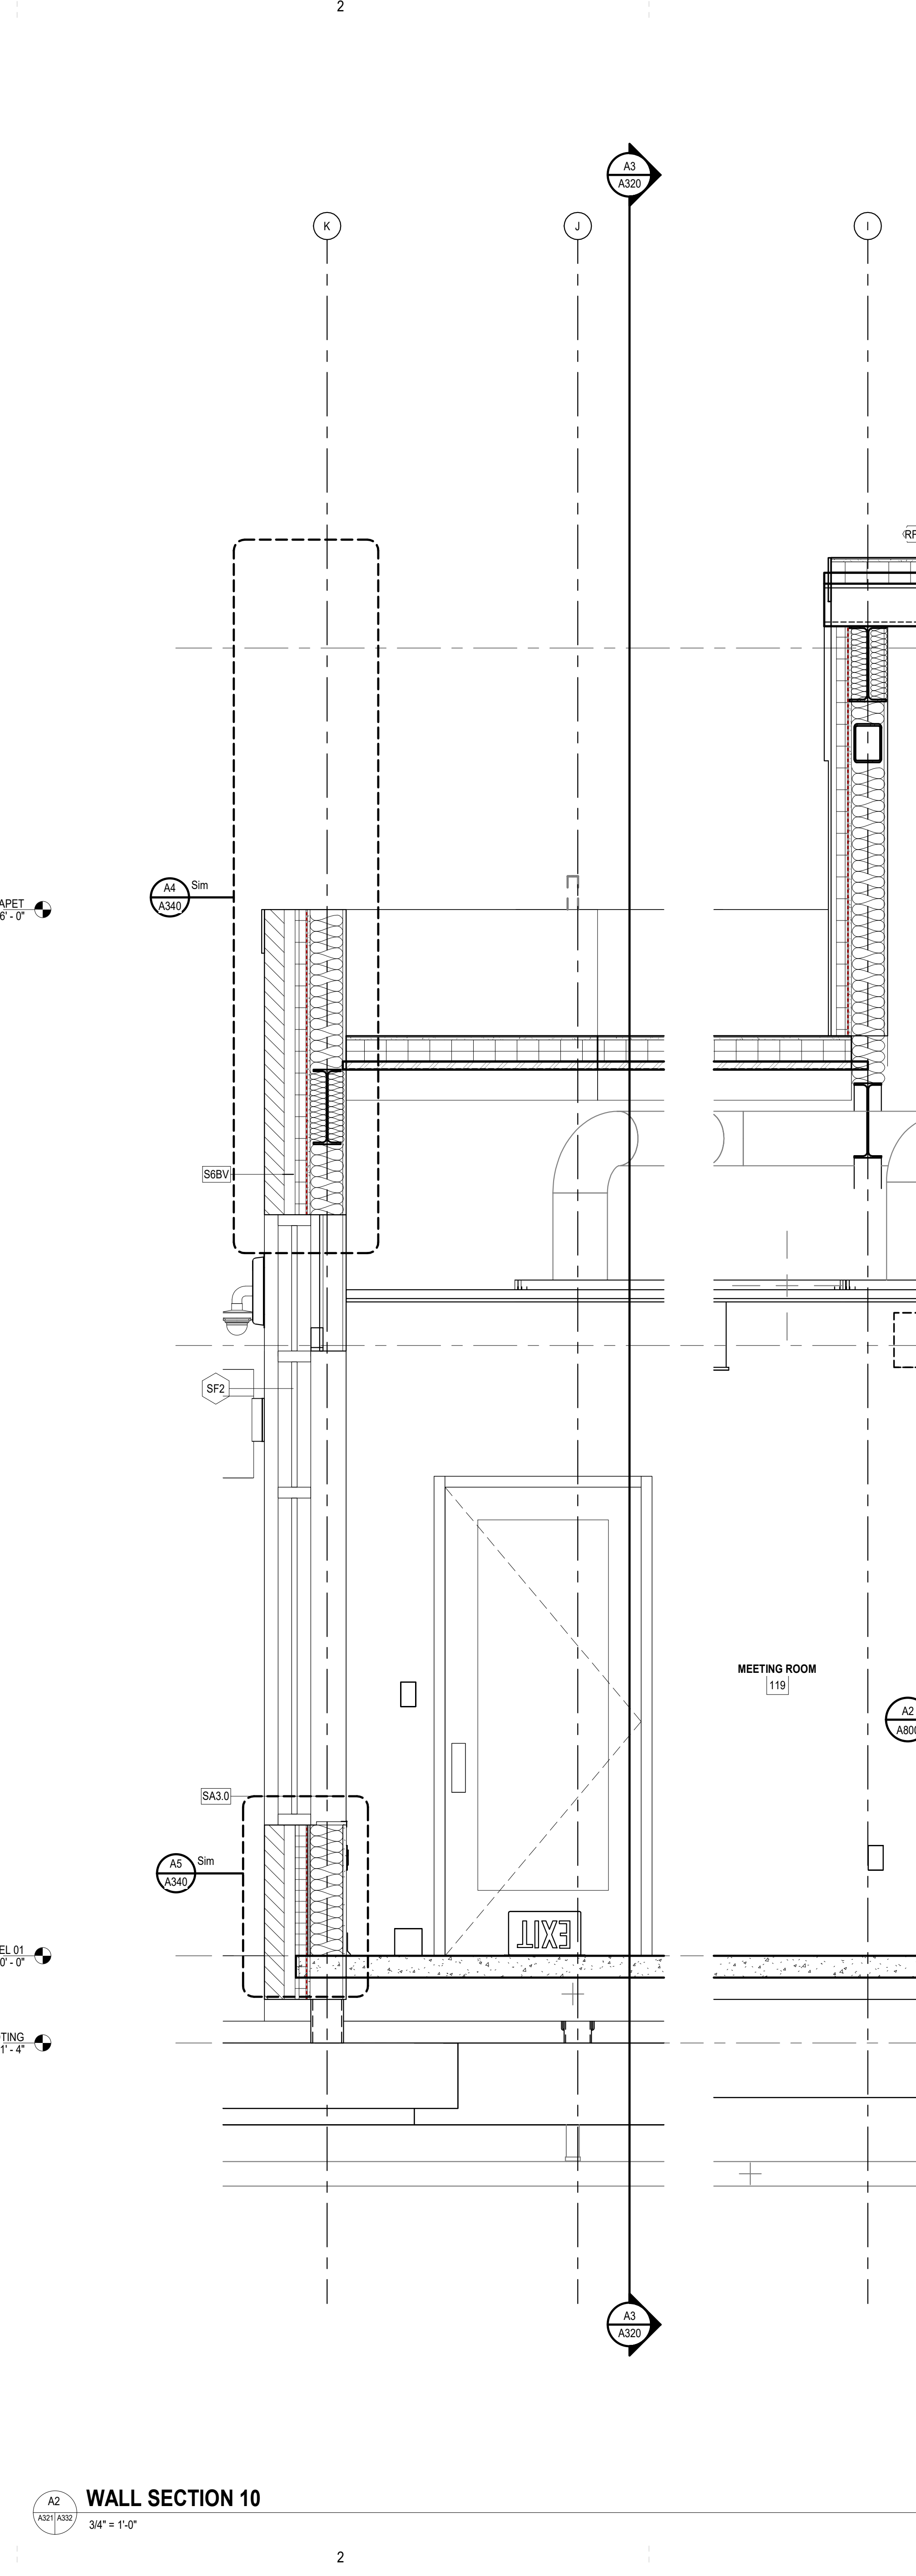 2
A3
A320
K
J
I
RF
A4
A340
Sim
APET
6' - 0"
S6BV
SF2
MEETING ROOM
119
A2
A800
SA3.0
A5
A340
Sim
EXIT
EL 01
0' - 0"
TING
1' - 4"
A3
A320
A2
A321 A332
WALL SECTION 10
3/4" = 1'-0"
2